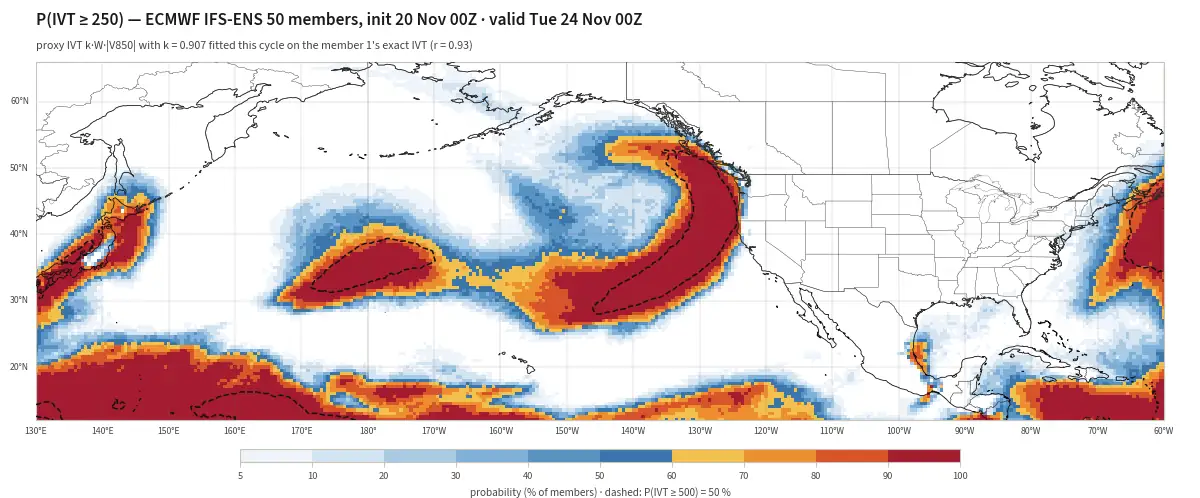 P(IVT ≥ 250) — ECMWF IFS-ENS 50 members, init 20 Nov 00Z · valid Tue 24 Nov 00Z
proxy IVT k·W·|V850| with k = 0.907 fitted this cycle on the member 1's exact IVT (r = 0.93)
60°N
50°N
40°N
30°N
20°N
130°E 140°E 150°E 160°E 170°E 180° 170°W 160°W 150°W 140°W 130°W 120°W 110°W 100°W 90°W 80°W 70°W 60°W
5 10 20 30 40 50 60 70 80 90 100
probability (% of members) · dashed: P(IVT ≥ 500) = 50 %